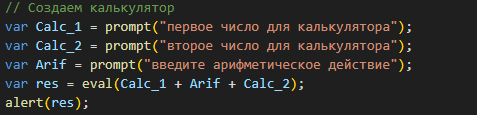 // Создаем калькулятор
var Calc_1 = prompt("первое число для калькулятора");
var Calc_2 = prompt("второе число для калькулятора");
var Arif = prompt("введите арифметическое действие");
var res = eval(Calc_1 + Arif + Calc_2);
alert(res);